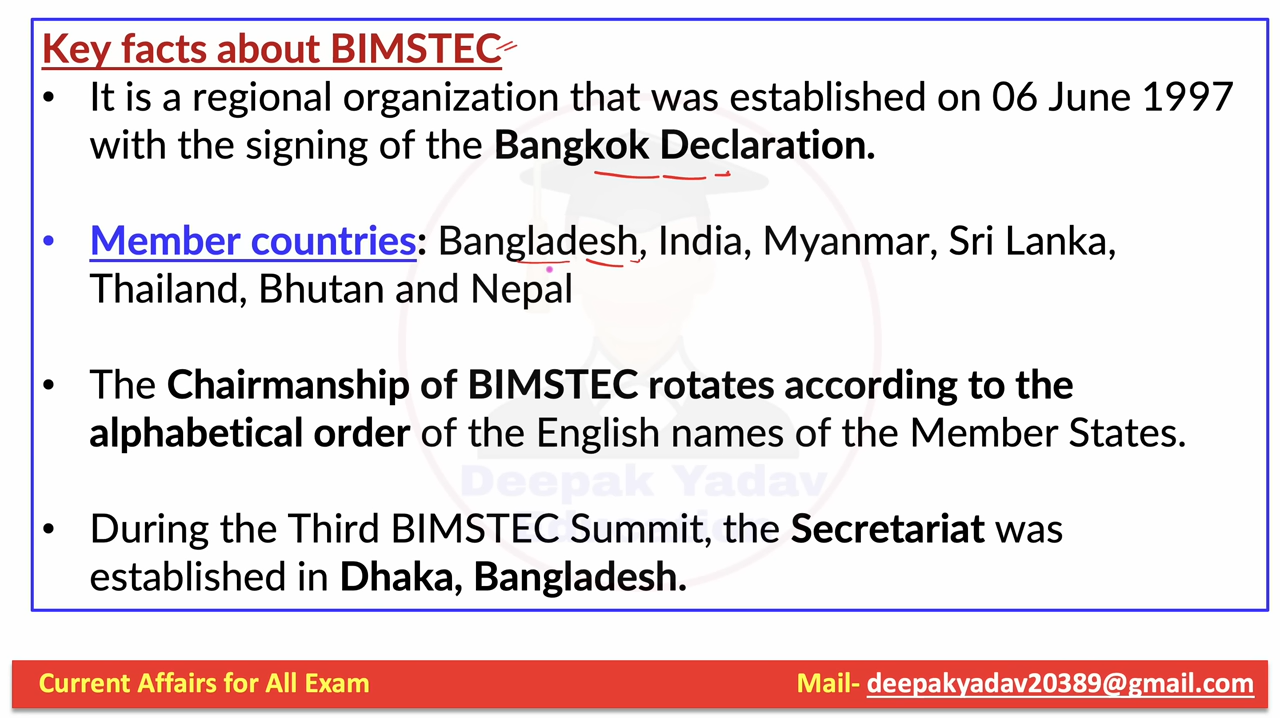 Key facts about BIMSTEC
• It is a regional organization that was established on 06 June 1997
with the signing of the Bangkok Declaration.
• Member countries: Bangladesh, India, Myanmar, Sri Lanka,
Thailand, Bhutan and Nepal
• The Chairmanship of BIMSTEC rotates according to the
alphabetical order of the English names of the Member States.
Deepak Yadav
• During the Third BIMSTEC Summit, the Secretariat was
established in Dhaka, Bangladesh.
Current Affairs for All Exam
Mail- deepakyadav20389@gmail.com